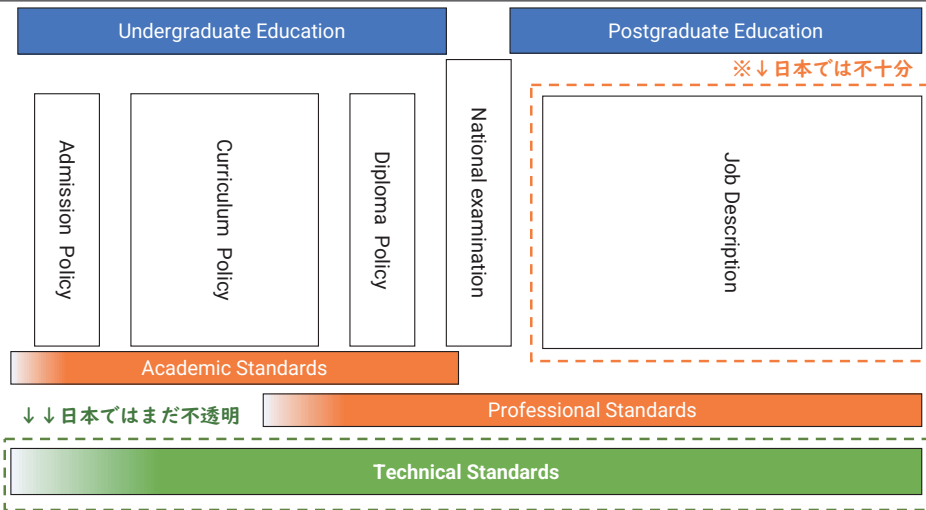 Undergraduate Education
Postgraduate Education
※↓日本では不十分
Admission Policy
Curriculum Policy
Diploma Policy
National examination
Job Description
Academic Standards
↓↓日本ではまだ不透明
Professional Standards
Technical Standards